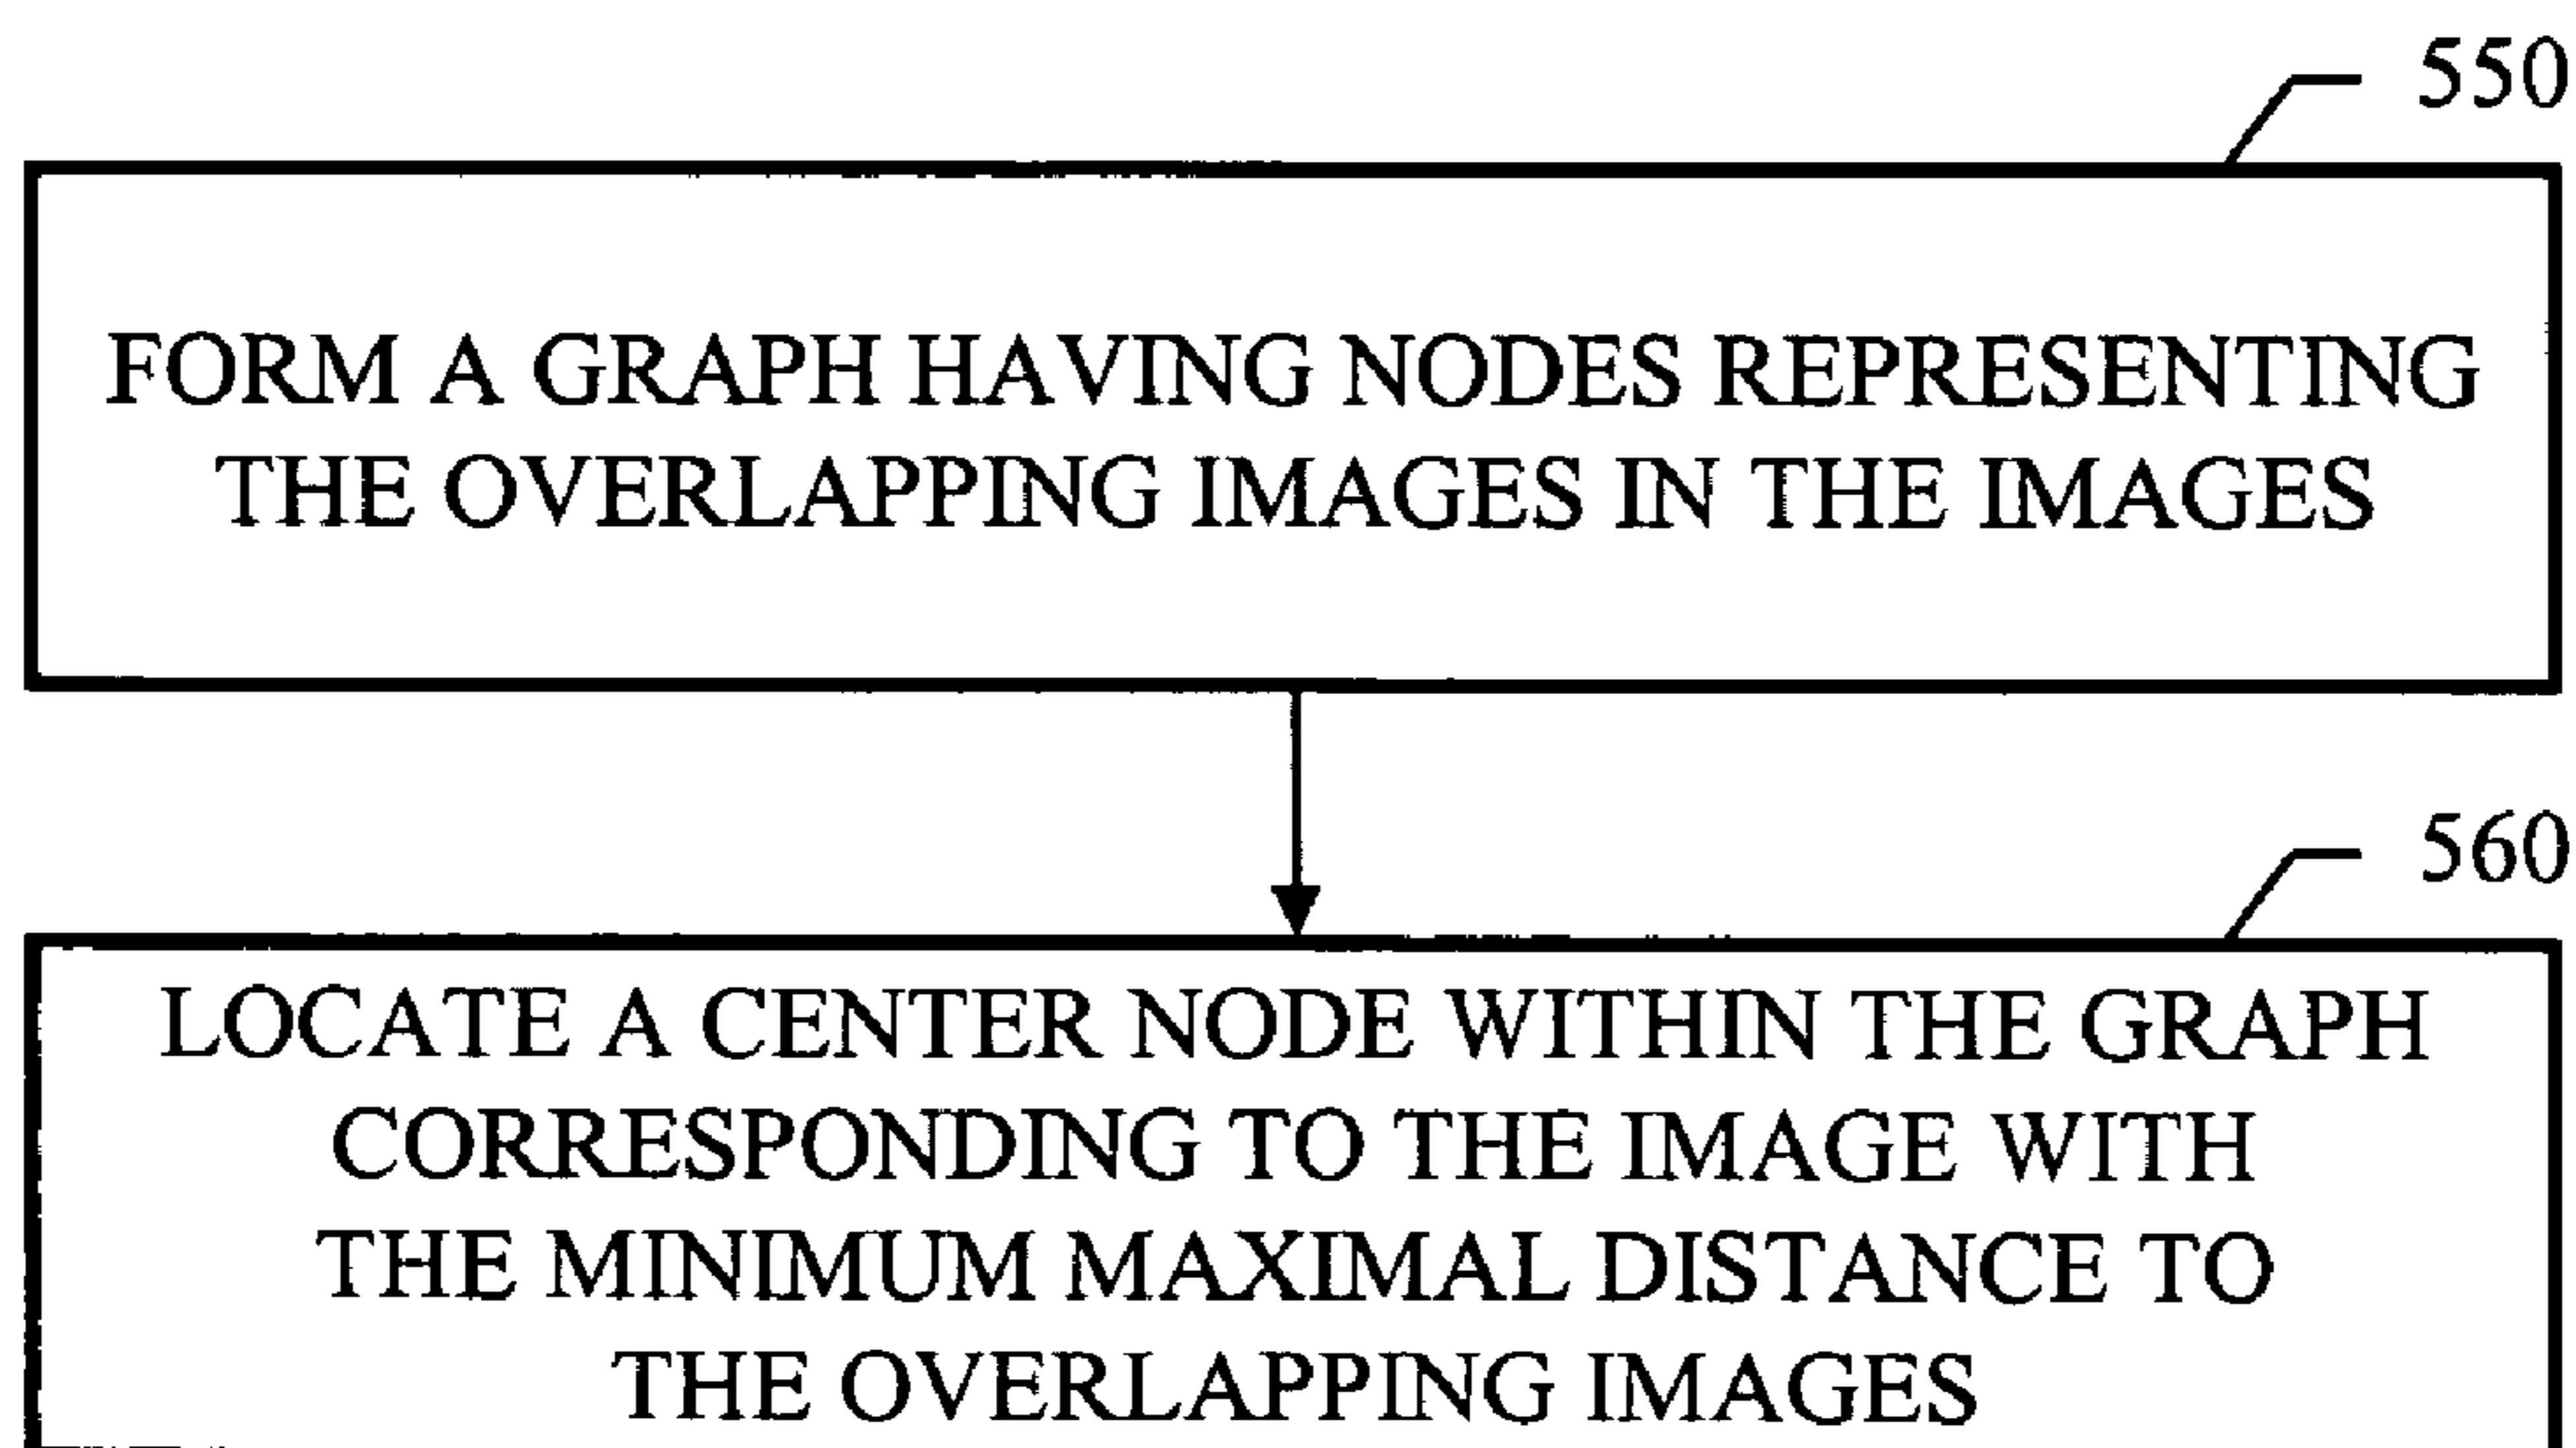 550
FORM A GRAPH HAVING NODES REPRESENTING
THE OVERLAPPING IMAGES IN THE IMAGES
560
LOCATE A CENTER NODE WITHIN THE GRAPH
CORRESPONDING TO THE IMAGE WITH
THE MINIMUM MAXIMAL DISTANCE TO
THE OVERLAPPING IMAGES